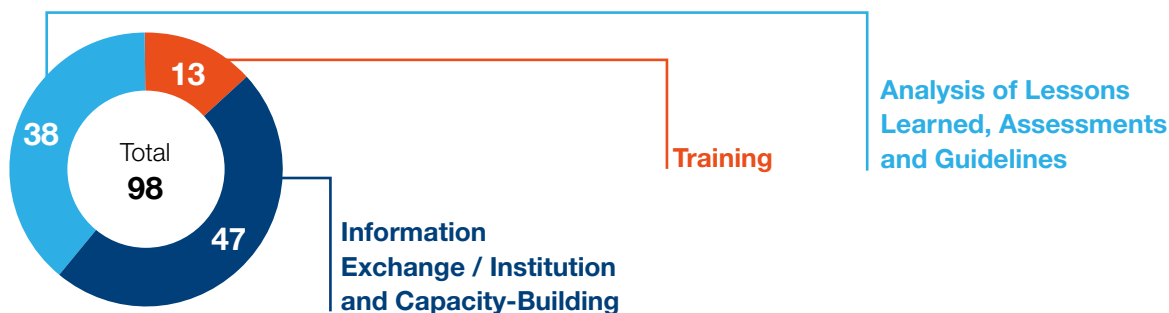 13
38
Total
98
47
Analysis of Lessons
Learned, Assessments
and Guidelines
Training
Information
Exchange / Institution
and Capacity-Building